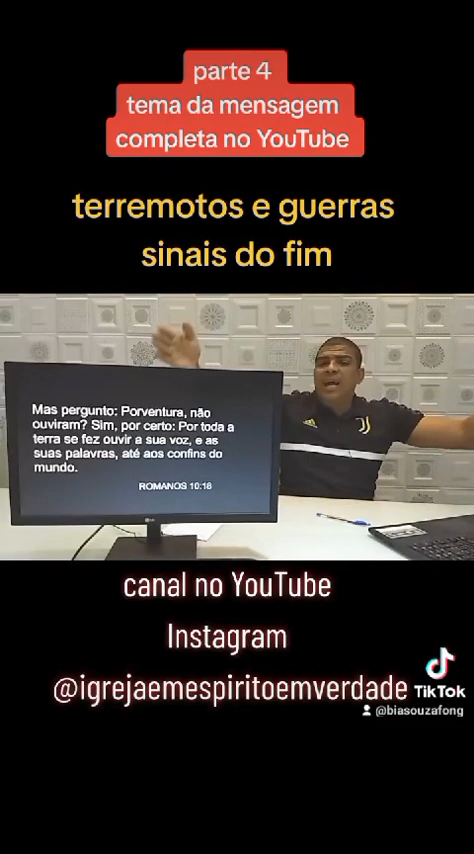 parte 4
tema da mensagem
completa no YouTube
terremotos e guerras
sinais do fim
Mas pergunto: Porventura, não
ouviram? Sim, por certo: Por toda a
terra se fez ouvir a sua voz, e as
suas palavras, até aos confins do
mundo.
ROMANOS 10:18
LG
canal no YouTube
Instagram
@igrejaemespiritoemverdade
TikTok
@biasouzafong